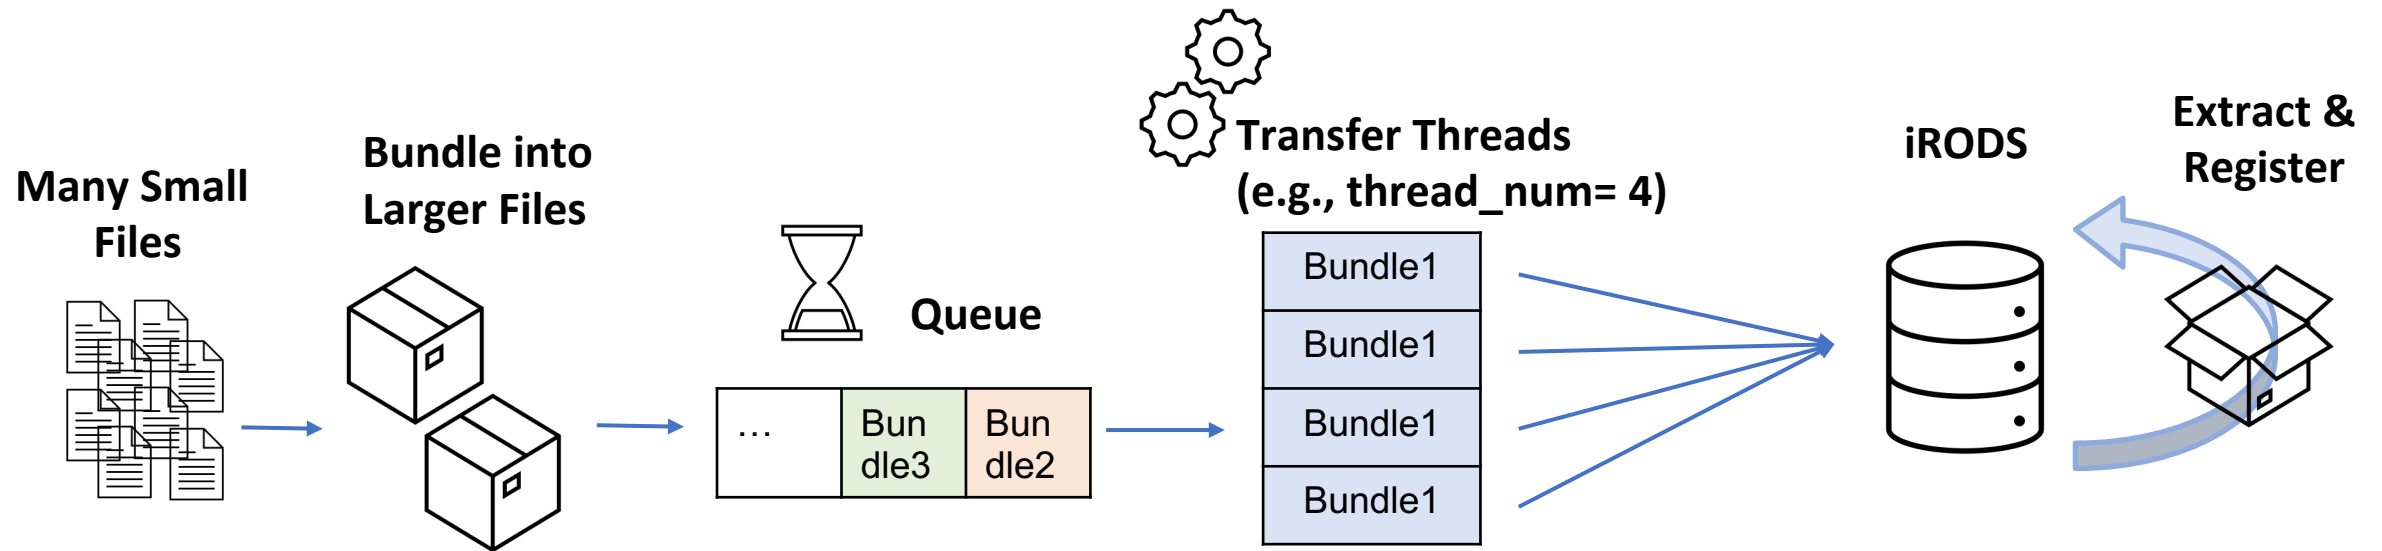 Many Small
Files
Bundle into
Larger Files
Queue
…
Bun
dle3
Bun
dle2
Transfer Threads
(e.g., thread_num= 4)
Bundle1
Bundle1
Bundle1
Bundle1
iRODS
Extract &
Register